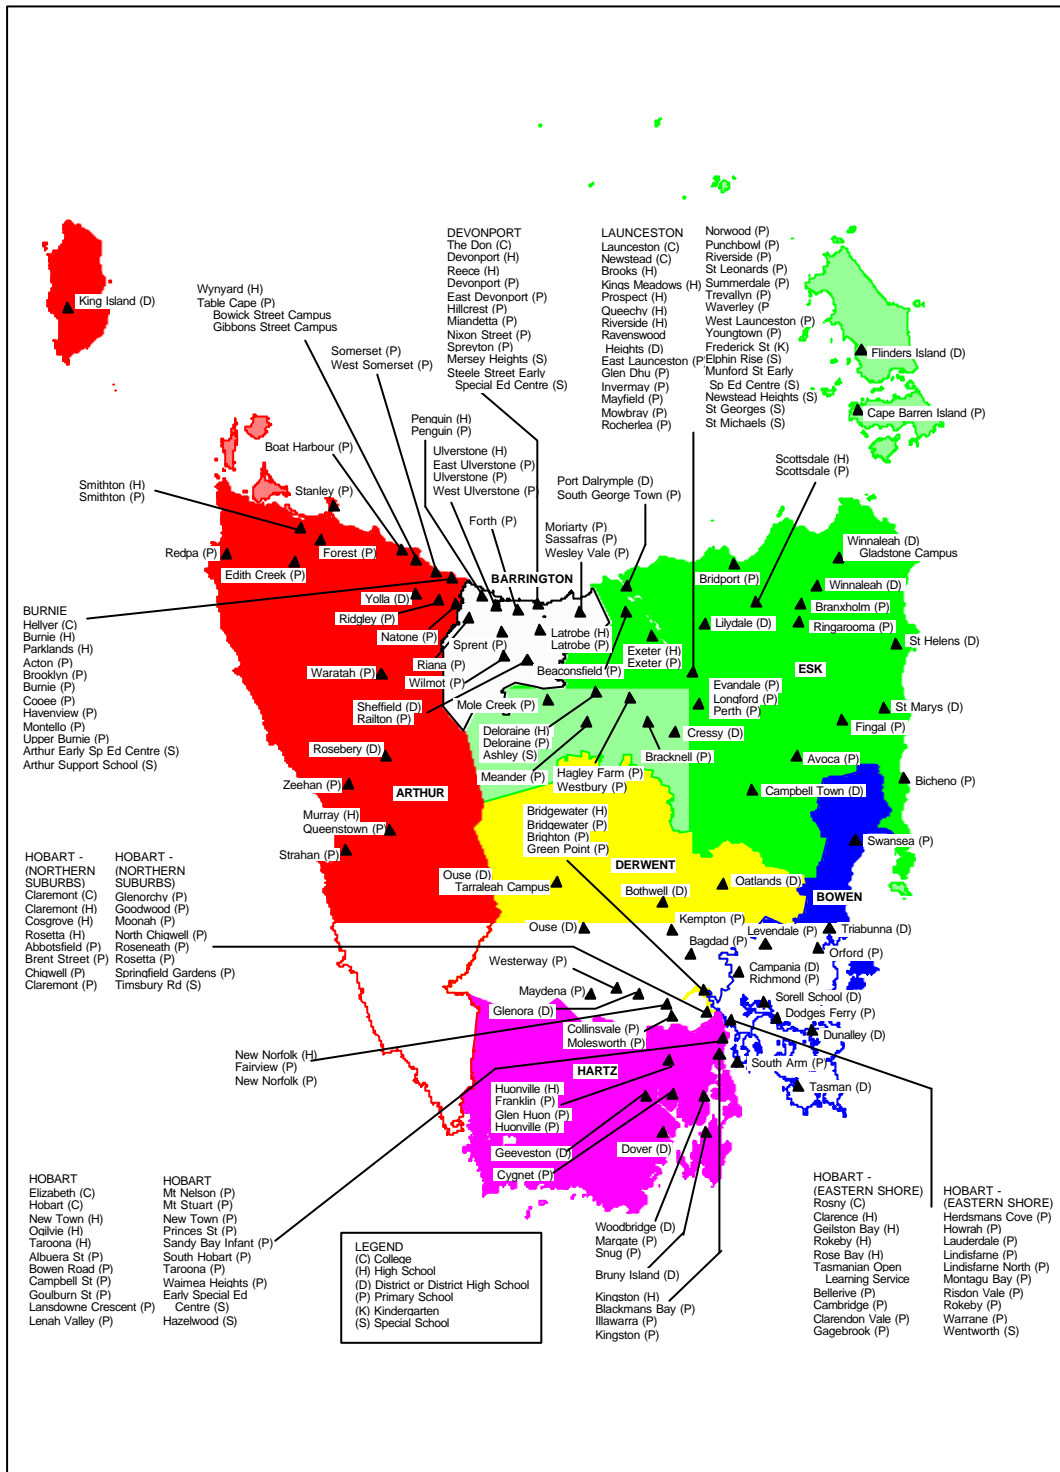 DEVONPORT
The Don (C)
Devonport (H)
Reece (H)
Devonport (P)
East Devonport (P)
Hillcrest (P)
Miandetta (P)
Nixon Street (P)
Spreyton (P)
Mersey Heights (S)
Steele Street Early
Special Ed Centre (S)
LAUNCESTON
Launceston (C)
Newstead (C)
Brooks (H)
Kings Meadows (H)
Prospect (H)
Queechy (H)
Riverside (H)
Ravenswood
Heights (D)
East Launceston (P)
Glen Dhu (P)
Invermay (P)
Mayfield (P)
Mowbray (P)
Rocherlea (P)
Norwood (P)
Punchbowl (P)
Riverside (P)
St Leonards (P)
Summerdale (P)
Trevallyn (P)
Waverley (P
West Launceston (P)
Youngtown (P)
Frederick St (K)
Elphin Rise (S)
Munford St Early
Sp Ed Centre (S)
Newstead Heights (S)
St Georges (S)
St Michaels (S)
King Island (D)
Wynyard (H)
Table Cape (P)
Bowick Street Campus
Gibbons Street Campus
Somerset (P)
West Somerset (P)
Flinders Island (D)
Cape Barren Island (P)
Penguin (H)
Penguin (P)
Boat Harbour (P)
Ulverstone (H)
East Ulverstone (P)
Ulverstone (P)
West Ulverstone (P)
Scottsdale (H)
Scottsdale (P)
Smithton (H)
Smithton (P)
Stanley (P)
Port Dalrymple (D)
South George Town (P)
Forth (P)
Moriarty (P)
Sassafras (P)
Wesley Vale (P)
Redpa (P)
Forest (P)
Edith Creek (P)
BARRINGTON
Bridport (P)
Winnaleah (D)
Gladstone Campus
Winnaleah (D)
Branxholm (P)
Ringarooma (P)
St Helens (D)
BURNIE
Hellyer (C)
Burnie (H)
Parklands (H)
Acton (P)
Brooklyn (P)
Burnie (P)
Cooee (P)
Havenview (P)
Montello (P)
Upper Burnie (P)
Arthur Early Sp Ed Centre (S)
Arthur Support School (S)
Yolla (D)
Ridgley (P)
Natone (P)
Sprent (P)
Latrobe (H)
Latrobe (P)
Lilydale (D)
Riana (P)
Wilmot (P)
Waratah (P)
Exeter (H)
Exeter (P)
Beaconsfield (P)
ESK
Sheffield (D)
Railton (P)
Mole Creek (P)
Evandale (P)
Longford (P)
Perth (P)
St Marys (D)
Fingal (P)
Deloraine (H)
Deloraine (P)
Ashley (S)
Cressy (D)
Rosebery (D)
Bracknell (P)
Avoca (P)
Meander (P)
Hagley Farm (P)
Westbury (P)
Bicheno (P)
Zeehan (P)
ARTHUR
Campbell Town (D)
Murray (H)
Queenstown (P)
Strahan (P)
Bridgewater (H)
Bridgewater (P)
Brighton (P)
Green Point (P)
Swansea (P)
DERWENT
HOBART -
(NORTHERN
SUBURBS)
Claremont (C)
Claremont (H)
Cosgrove (H)
Rosetta (H)
Abbotsfield (P)
Brent Street (P)
Chigwell (P)
Claremont (P)
HOBART -
(NORTHERN
SUBURBS)
Glenorchy (P)
Goodwood (P)
Moonah (P)
North Chigwell (P)
Roseneath (P)
Rosetta (P)
Springfield Gardens (P)
Timsbury Rd (S)
Ouse (D)
Tarraleah Campus
Bothwell (D)
Oatlands (D)
BOWEN
Ouse (D)
Kempton (P)
Levendale (P)
Triabunna (D)
Bagdad (P)
Orford (P)
Westerway (P)
Campania (D)
Richmond (P)
Maydena (P)
Glenora (D)
Sorell School (D)
Dodges Ferry (P)
Dunalley (D)
Collinsvale (P)
Molesworth (P)
New Norfolk (H)
Fairview (P)
New Norfolk (P)
South Arm (P)
HARTZ
Tasman (D)
Huonville (H)
Franklin (P)
Glen Huon (P)
Huonville (P)
Geeveston (D)
Dover (D)
Cygnet (P)
HOBART
Elizabeth (C)
Hobart (C)
New Town (H)
Ogilvie (H)
Taroona (H)
Albuera St (P)
Bowen Road (P)
Campbell St (P)
Goulburn St (P)
Lansdowne Crescent (P)
Lenah Valley (P)
HOBART
Mt Nelson (P)
Mt Stuart (P)
New Town (P)
Princes St (P)
Sandy Bay Infant (P)
South Hobart (P)
Taroona (P)
Waimea Heights (P)
Early Special Ed
Centre (S)
Hazelwood (S)
LEGEND
(C) College
(H) High School
(D) District or District High School
(P) Primary School
(K) Kindergarten
(S) Special School
Woodbridge (D)
Margate (P)
Snug (P)
Bruny Island (D)
Kingston (H)
Blackmans Bay (P)
Illawarra (P)
Kingston (P)
HOBART -
(EASTERN SHORE)
Rosny (C)
Clarence (H)
Geilston Bay (H)
Rokeby (H)
Rose Bay (H)
Tasmanian Open
Learning Service
Bellerive (P)
Cambridge (P)
Clarendon Vale (P)
Gagebrook (P)
HOBART -
(EASTERN SHORE)
Herdsmans Cove (P)
Howrah (P)
Lauderdale (P)
Lindisfarne (P)
Lindisfarne North (P)
Montagu Bay (P)
Risdon Vale (P)
Rokeby (P)
Warrane (P)
Wentworth (S)